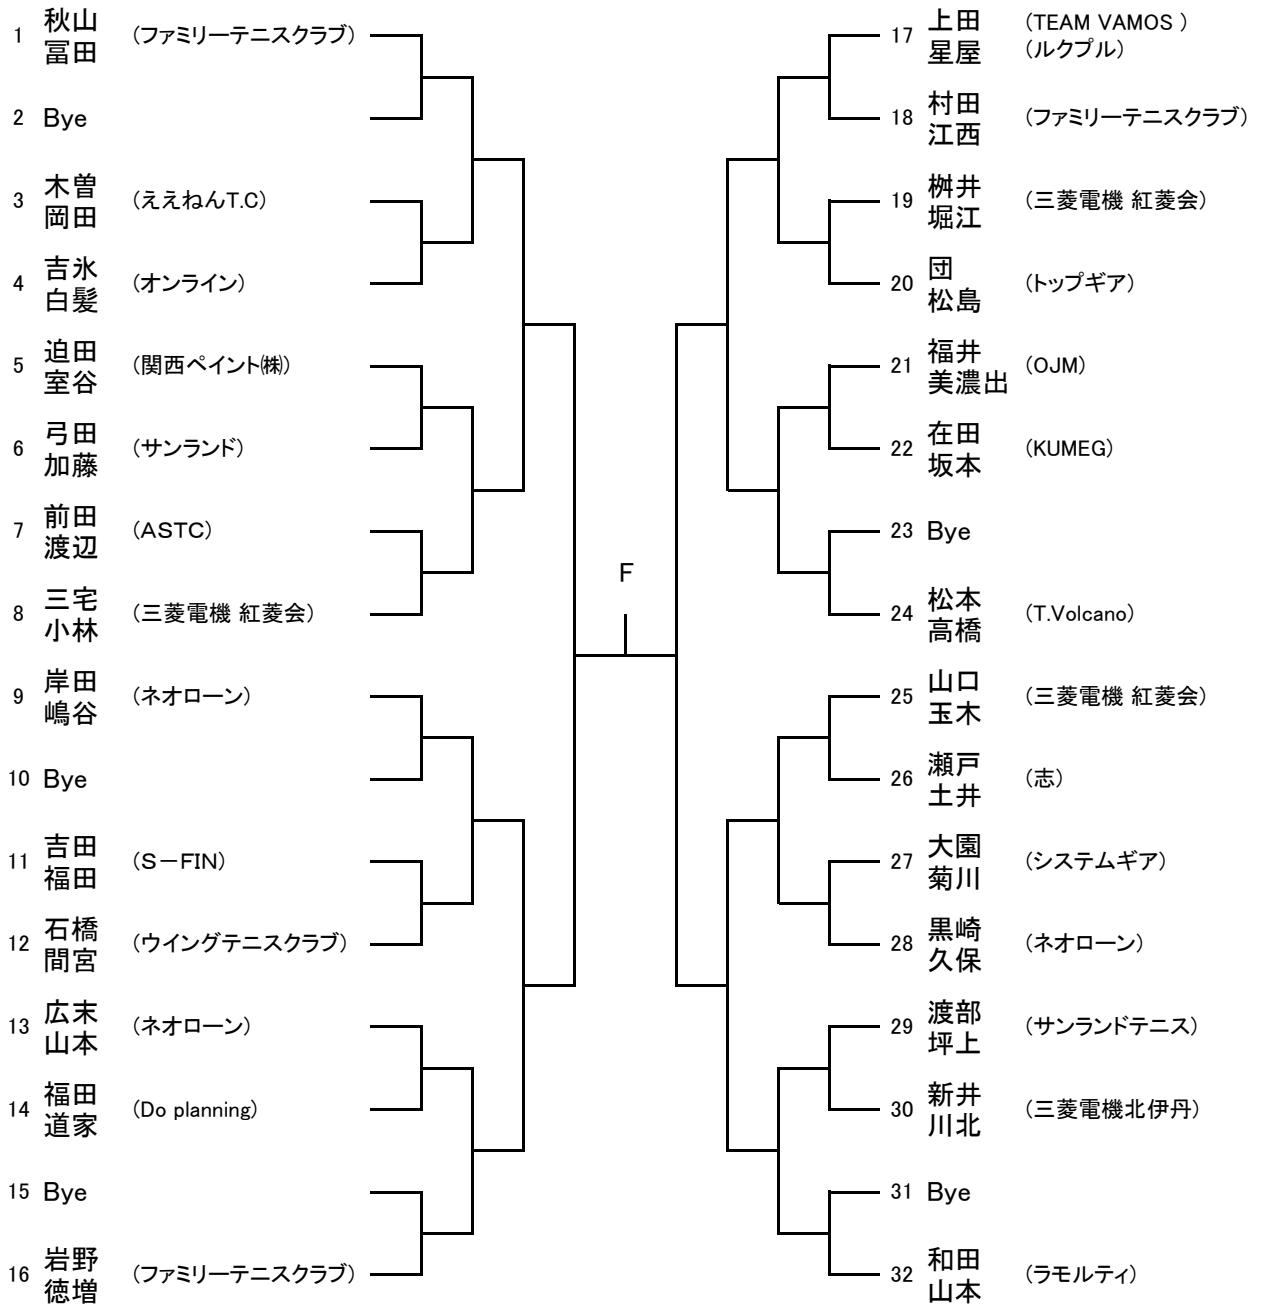 1 秋山 (ファミリーテニスクラブ)
冨田
2 Bye
3 木曽 (ええねんT.C)
岡田
4 吉氷 (オンライン)
白髪
5 迫田 (関西ペイント㈱)
室谷
6 弓田 (サンランド)
加藤
7 前田 (ASTC)
渡辺
8 三宅 (三菱電機 紅菱会)
小林
9 岸田 (ネオローン)
嶋谷
10 Bye
11 吉田 (S－FIN)
福田
12 石橋 (ウイングテニスクラブ)
間宮
13 広末 (ネオローン)
山本
14 福田 (Do planning)
道家
15 Bye
16 岩野 (ファミリーテニスクラブ)
徳増
F
17 上田 (TEAM VAMOS )
星屋 (ルクプル)
18 村田 (ファミリーテニスクラブ)
江西
19 桝井 (三菱電機 紅菱会)
堀江
20 団 (トップギア)
松島
21 福井 (OJM)
美濃出
22 在田 (KUMEG)
坂本
23 Bye
24 松本 (T.Volcano)
高橋
25 山口 (三菱電機 紅菱会)
玉木
26 瀬戸 (志)
土井
27 大園 (システムギア)
菊川
28 黒崎 (ネオローン)
久保
29 渡部 (サンランドテニス)
坪上
30 新井 (三菱電機北伊丹)
川北
31 Bye
32 和田 (ラモルティ)
山本